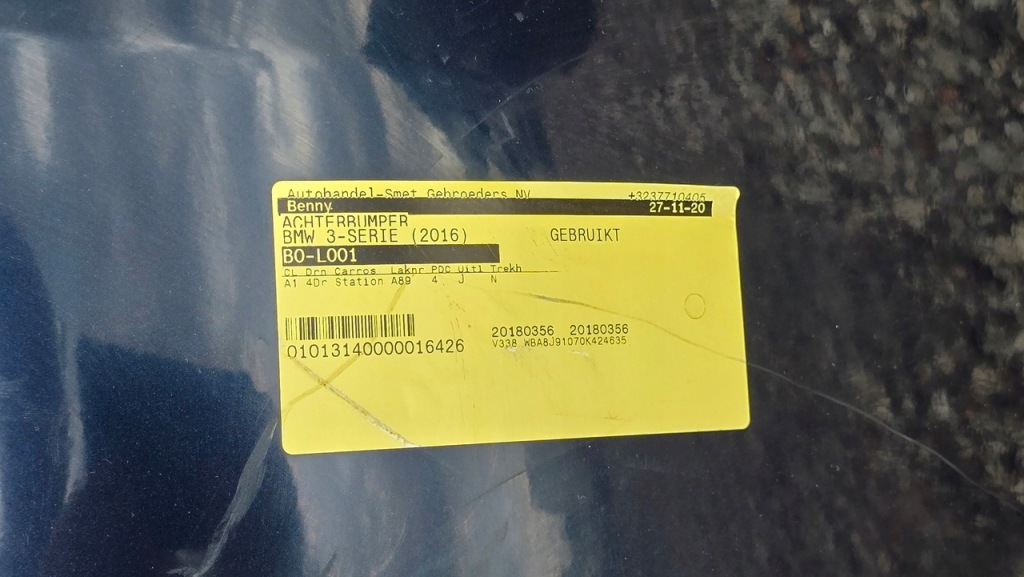 Autohandel-Smet Gebroeders NV +3237710405
Benny 27-11-20
ACHTERBUMPER
BMW 3-SERIE (2016) GEBRUIKT
BO-L001
CL Drn Carros Laknr PDC Uitl Trekh
A1 4Dr Station A89 4 J N
01013140000016426
20180356 20180356
V338 WBA8J91070K424635